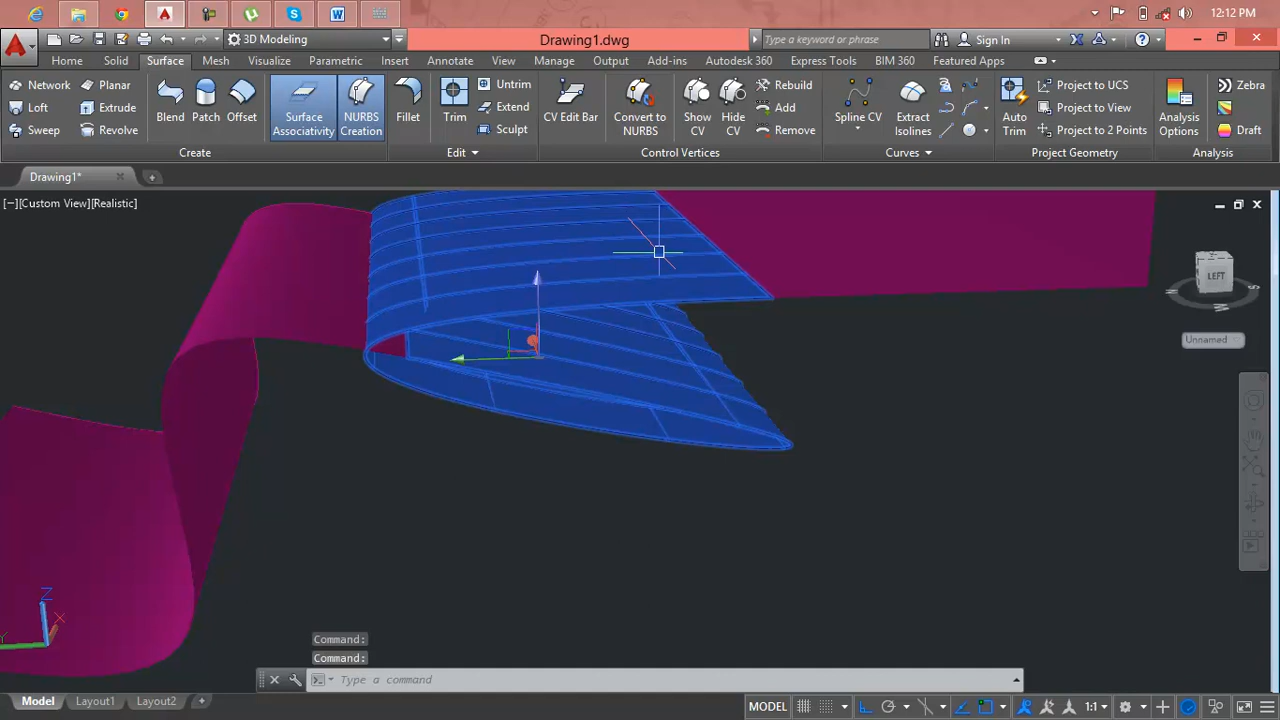 12:12 PM
3D Modeling
Drawing1.dwg
Type a keyword or phrase
Sign In
Home Solid Surface Mesh Visualize Parametric Insert Annotate View Manage Output Add-ins Autodesk 360 Express Tools BIM 360 Featured Apps
Network Planar
Loft Extrude
Sweep Revolve
Blend Patch Offset
Surface Associativity
NURBS Creation
Fillet
Trim
Untrim
Extend
Sculpt
CV Edit Bar
Convert to NURBS
Show CV
Hide CV
Rebuild
Add
Remove
Spline CV
Extract Isolines
Auto Trim
Project to UCS
Project to View
Project to 2 Points
Analysis Options
Zebra
Draft
Create Edit Control Vertices Curves Project Geometry Analysis
Drawing1*
[−][Custom View][Realistic]
LEFT
W
S
Unnamed
Z
X
Y
Command:
Command:
Type a command
Model Layout1 Layout2
MODEL
1:1